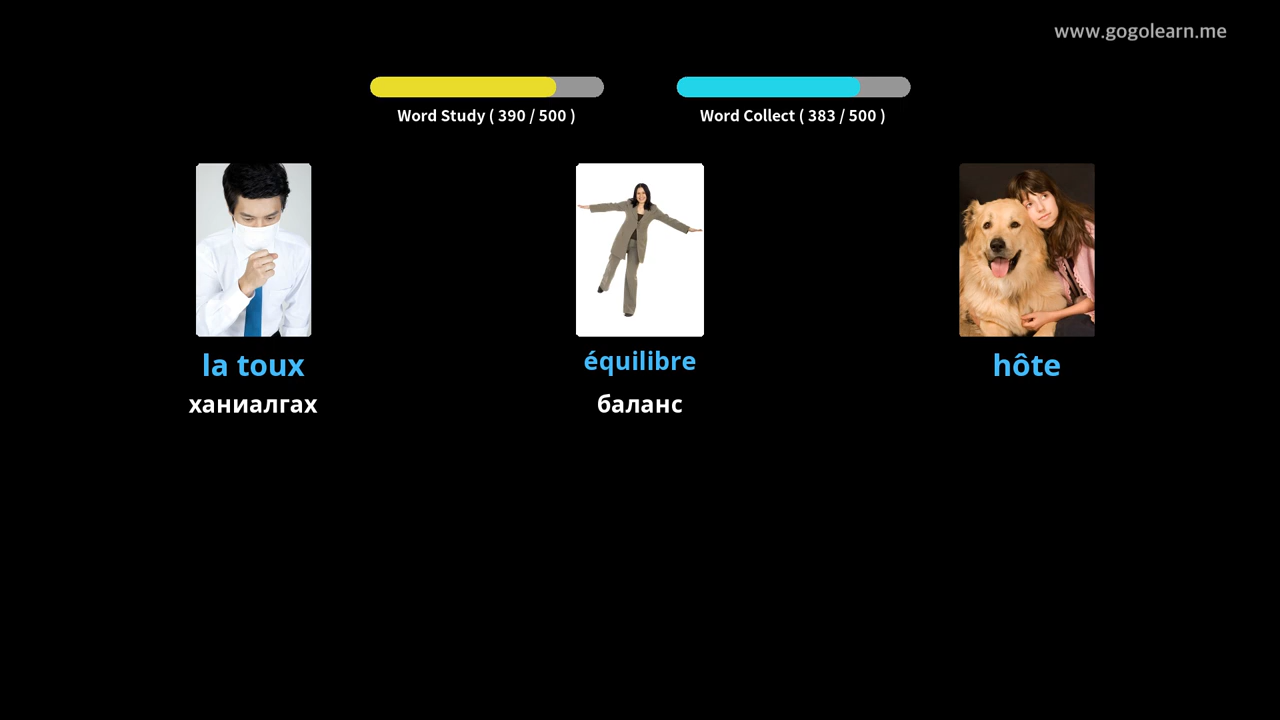 www.gogolearn.me
Word Study ( 390 / 500 )
Word Collect ( 383 / 500 )
la toux
équilibre
hôte
ханиалгах
баланс